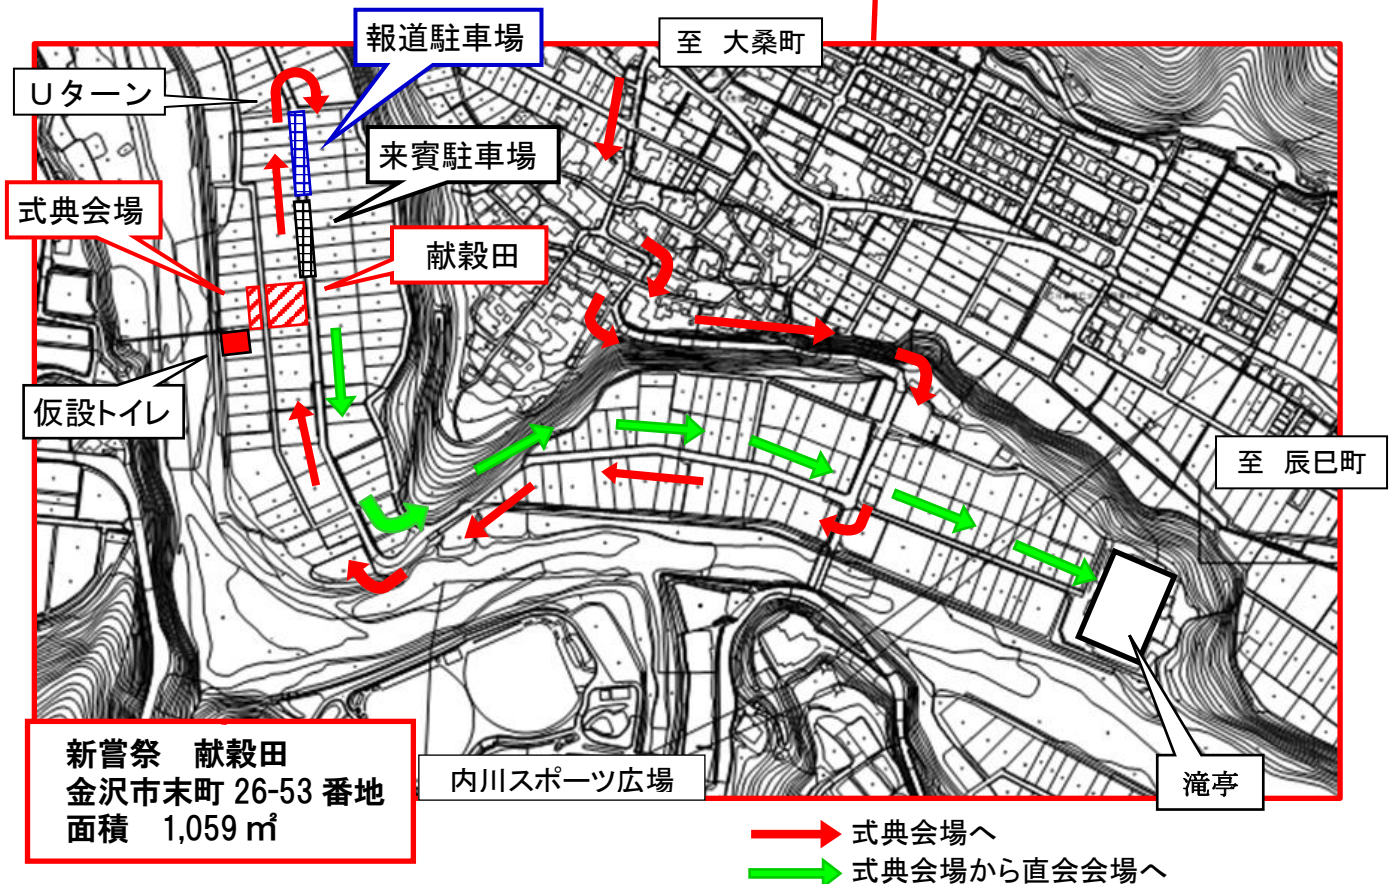 報道駐車場
至 大桑町
Uターン
来賓駐車場
式典会場
献穀田
仮設トイレ
至 辰巳町
新嘗祭 献穀田
金沢市末町 26-53 番地
面積 1,059 ㎡
内川スポーツ広場
滝亭
式典会場へ
式典会場から直会会場へ